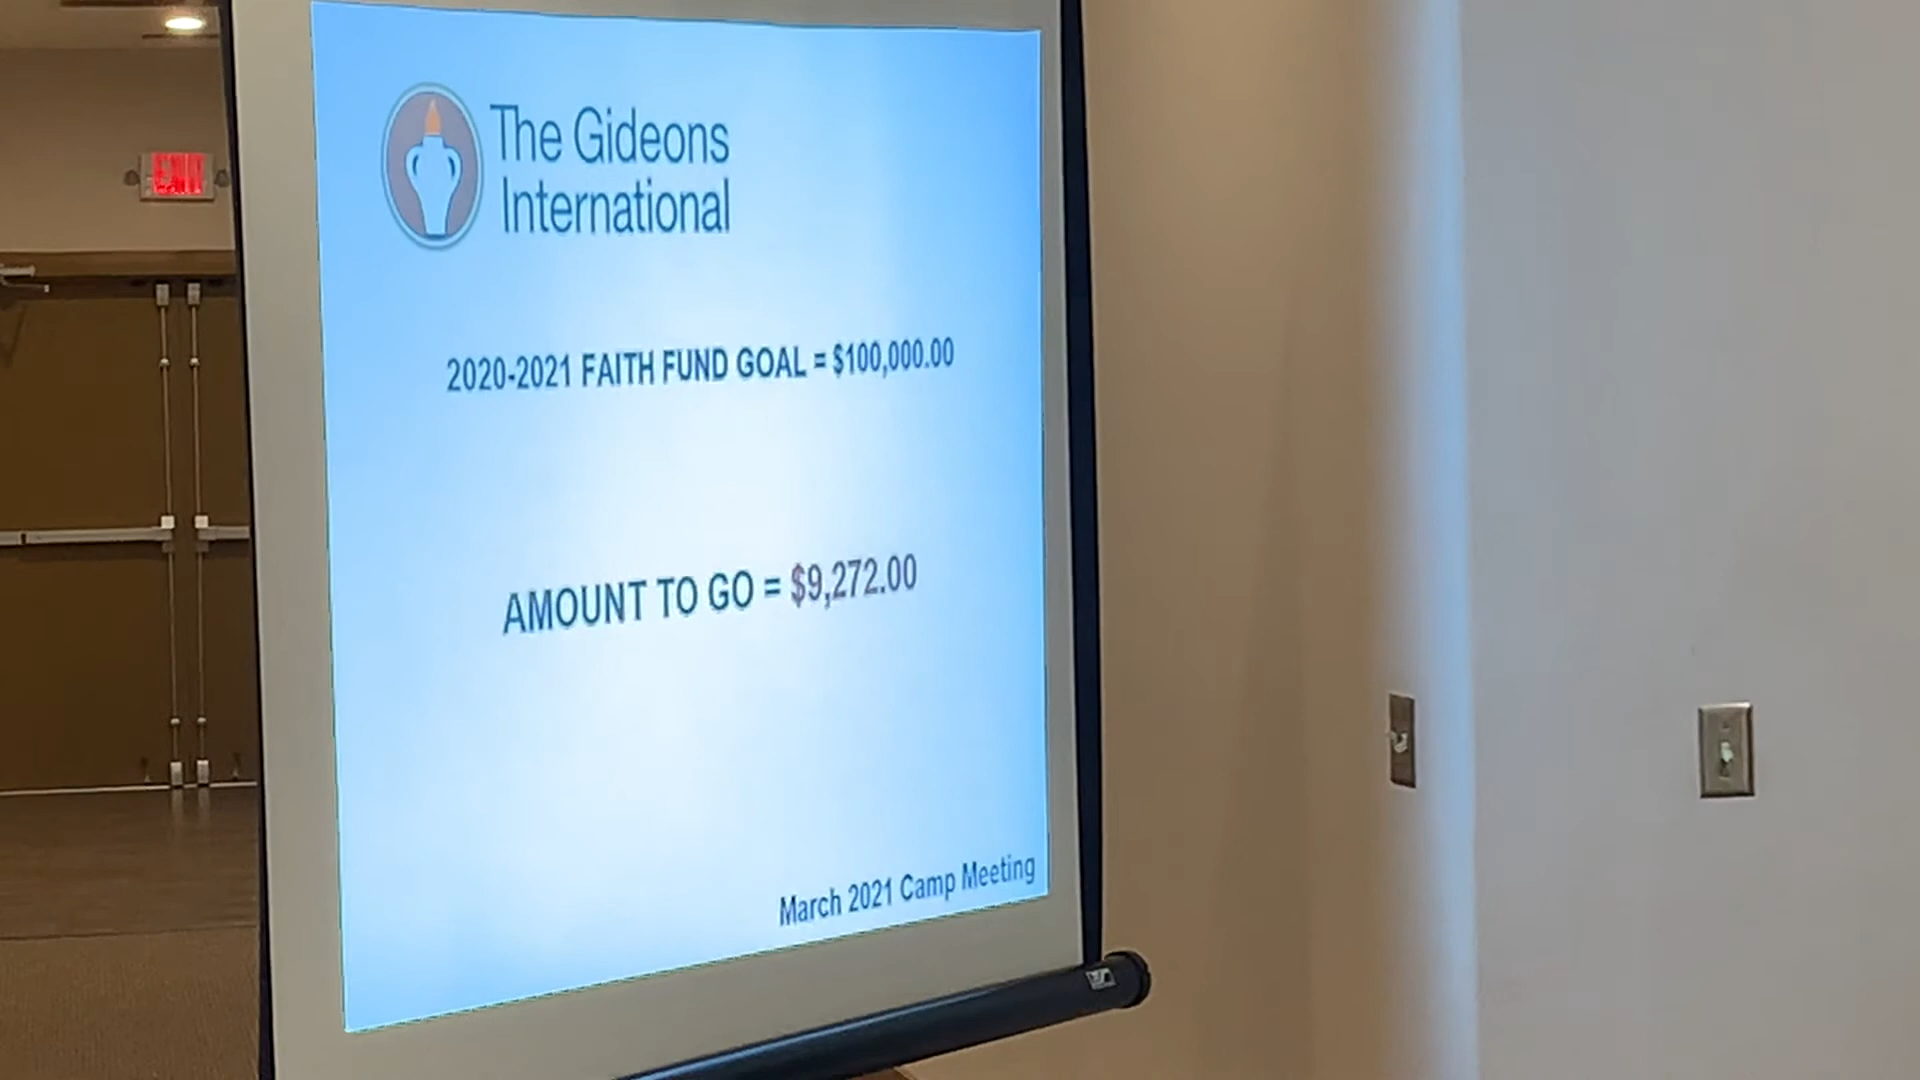 The Gideons
International
2020-2021 FAITH FUND GOAL = $100,000.00
AMOUNT TO GO = $9,272.00
March 2021 Camp Meeting